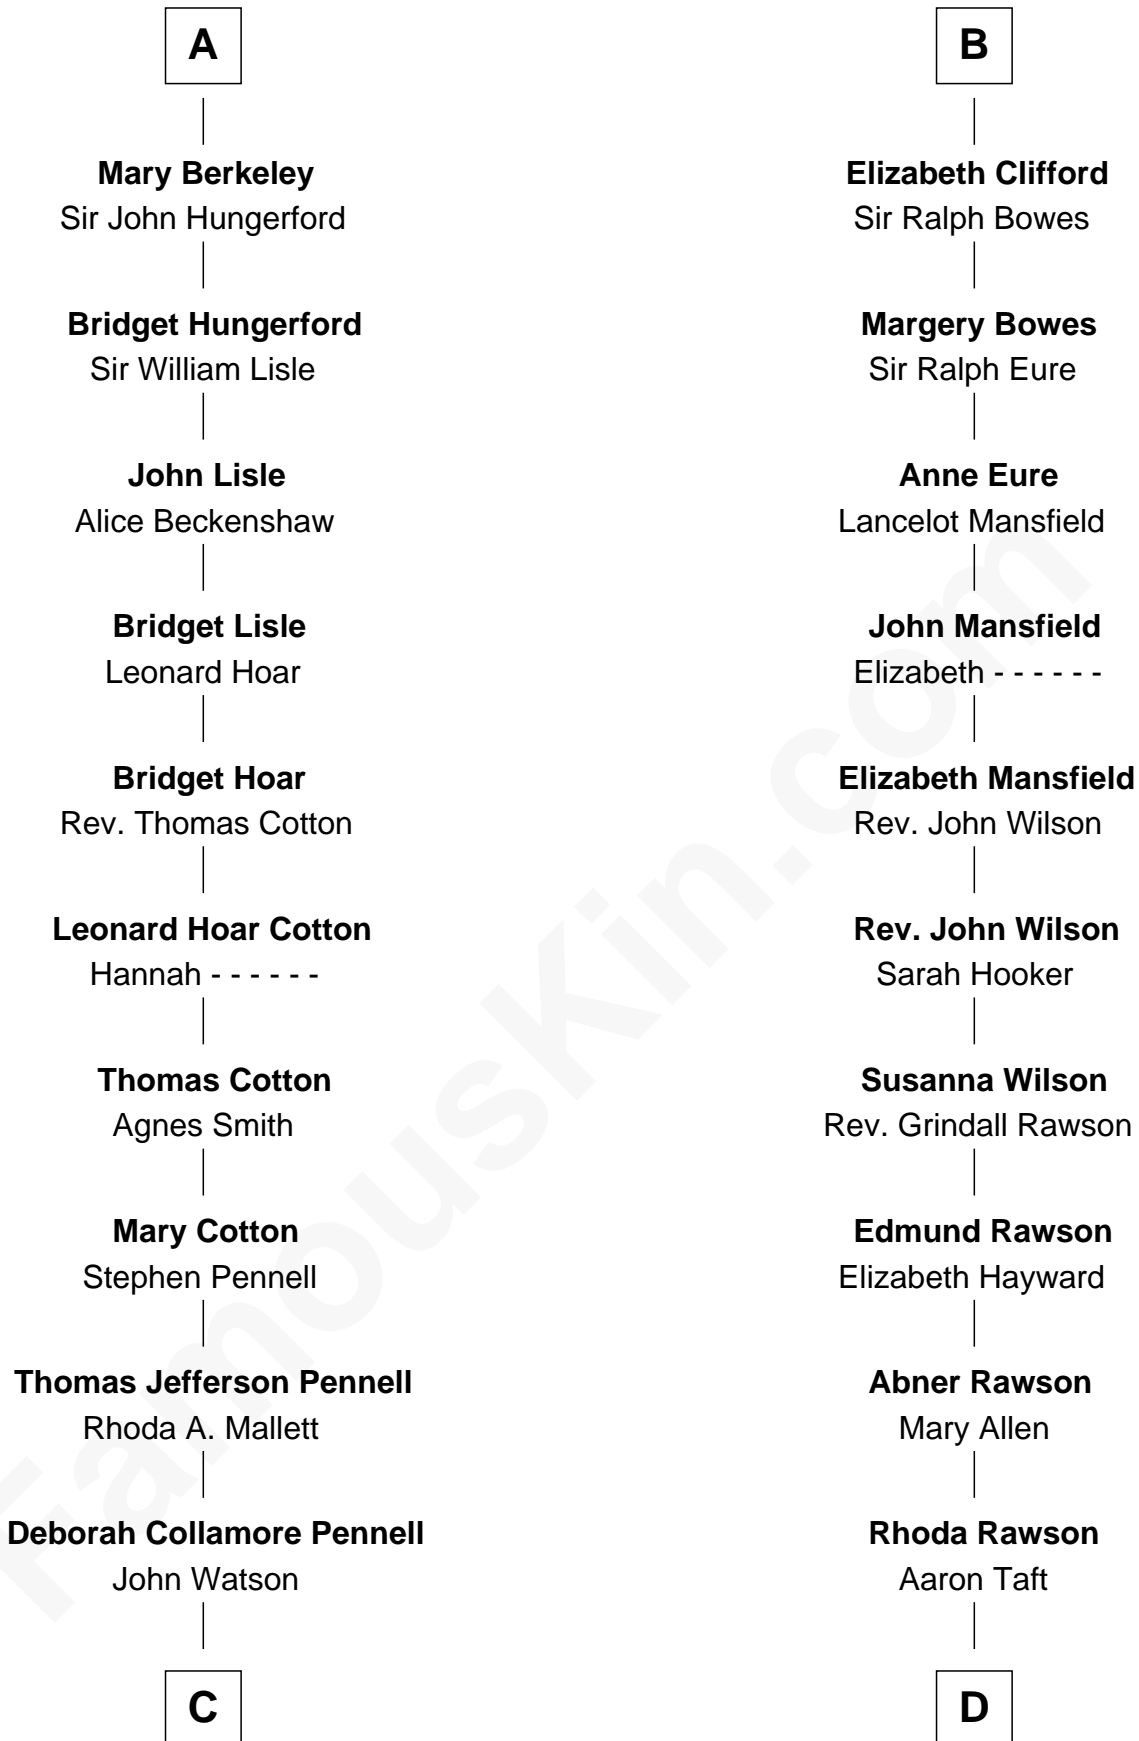 A
Mary Berkeley
Sir John Hungerford
Bridget Hungerford
Sir William Lisle
John Lisle
Alice Beckenshaw
Bridget Lisle
Leonard Hoar
Bridget Hoar
Rev. Thomas Cotton
Leonard Hoar Cotton
Hannah - - - - - -
Thomas Cotton
Agnes Smith
Mary Cotton
Stephen Pennell
Thomas Jefferson Pennell
Rhoda A. Mallett
Deborah Collamore Pennell
John Watson
C
B
Elizabeth Clifford
Sir Ralph Bowes
Margery Bowes
Sir Ralph Eure
Anne Eure
Lancelot Mansfield
John Mansfield
Elizabeth - - - - - -
Elizabeth Mansfield
Rev. John Wilson
Rev. John Wilson
Sarah Hooker
Susanna Wilson
Rev. Grindall Rawson
Edmund Rawson
Elizabeth Hayward
Abner Rawson
Mary Allen
Rhoda Rawson
Aaron Taft
D
FamousKin.com